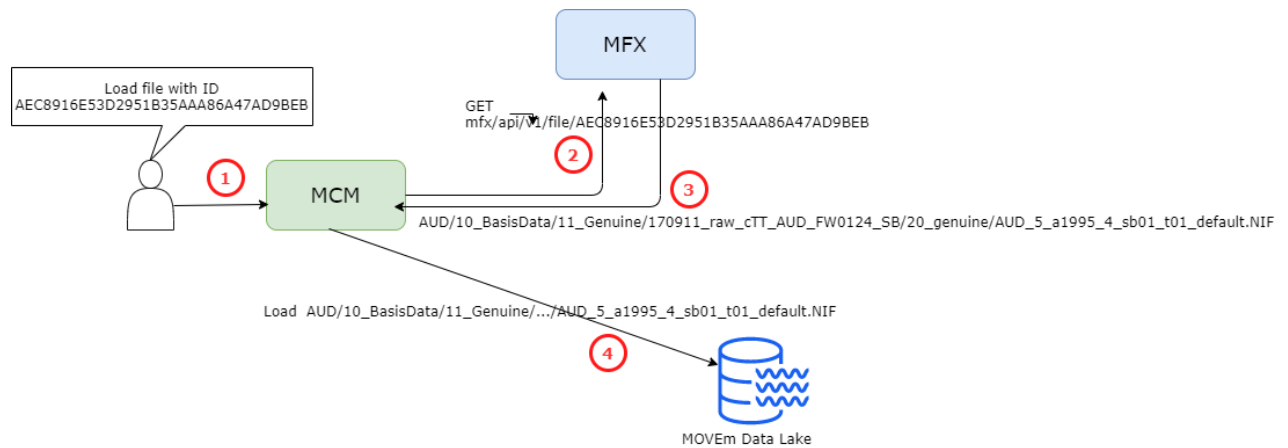 MFX
Load file with ID
AEC8916E53D2951B35AAA86A47AD9BEB
GET
mfx/api/v1/file/AEC8916E53D2951B35AAA86A47AD9BEB
2
1
3
MCM
AUD/10_BasisData/11_Genuine/170911_raw_cTT_AUD_FW0124_SB/20_genuine/AUD_5_a1995_4_sb01_t01_default.NIF
Load AUD/10_BasisData/11_Genuine/.../AUD_5_a1995_4_sb01_t01_default.NIF
4
MOVEm Data Lake